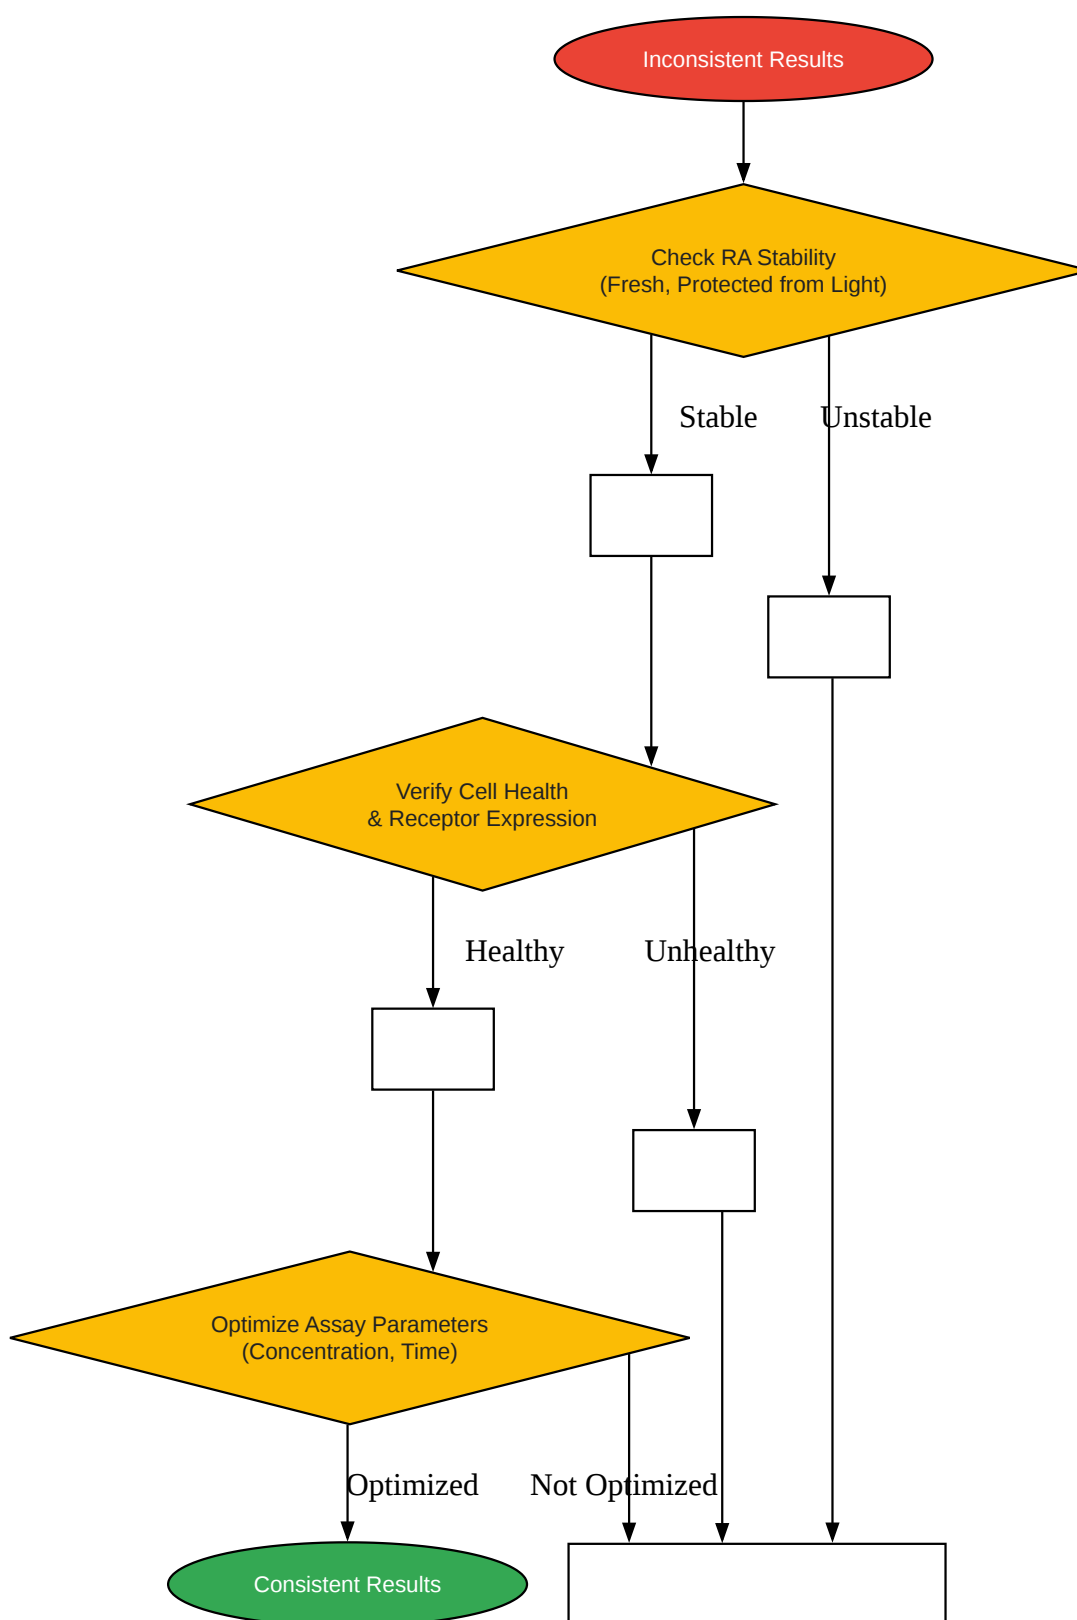 Inconsistent Results
Check RA Stability
(Fresh, Protected from Light)
Stable
Unstable
Verify Cell Health
& Receptor Expression
Healthy
Unhealthy
Optimize Assay Parameters
(Concentration, Time)
Optimized
Not Optimized
Consistent Results